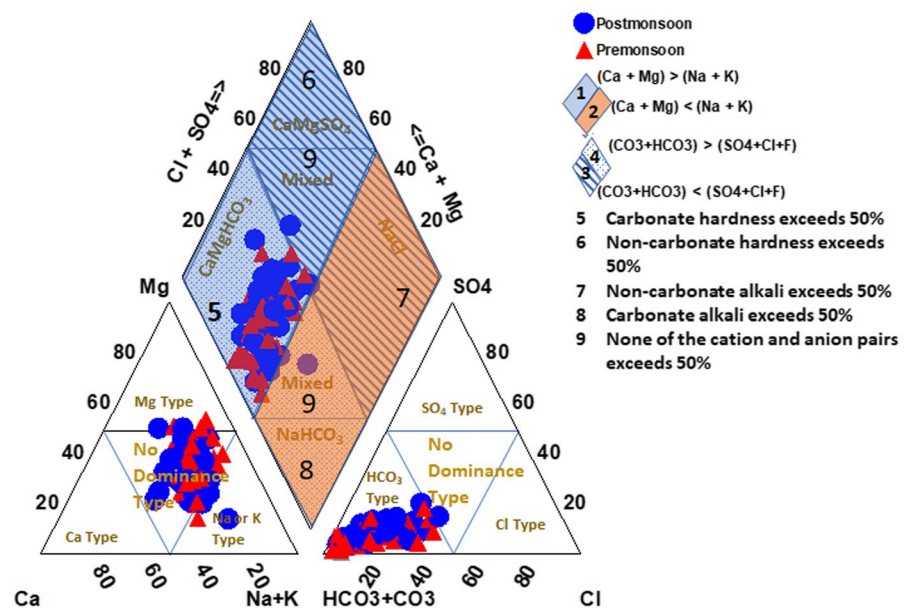 Postmonsoon
Premonsoon
(Ca + Mg) > (Na + K)
1
2
(Ca + Mg) < (Na + K)
4
3
(CO3+HCO3) > (SO4+Cl+F)
(CO3+HCO3) < (SO4+Cl+F)
5 Carbonate hardness exceeds 50%
6 Non-carbonate hardness exceeds
50%
7 Non-carbonate alkali exceeds 50%
8 Carbonate alkali exceeds 50%
9 None of the cation and anion pairs
exceeds 50%
Cl + SO4=>
<=Ca + Mg
80
60
40
20
80
60
40
20
6
CaMgSO₄
9
Mixed
CaMgHCO₃
NaCl
5
7
Mixed
9
NaHCO₃
8
Mg
80
60
40
20
Mg Type
No
Dominance
Type
Ca Type
Na or K
Type
80
60
40
20
Ca
Na+K
SO4
80
60
40
20
SO₄ Type
No
Dominance
Type
HCO₃
Type
Cl Type
20
40
60
80
HCO3+CO3
Cl